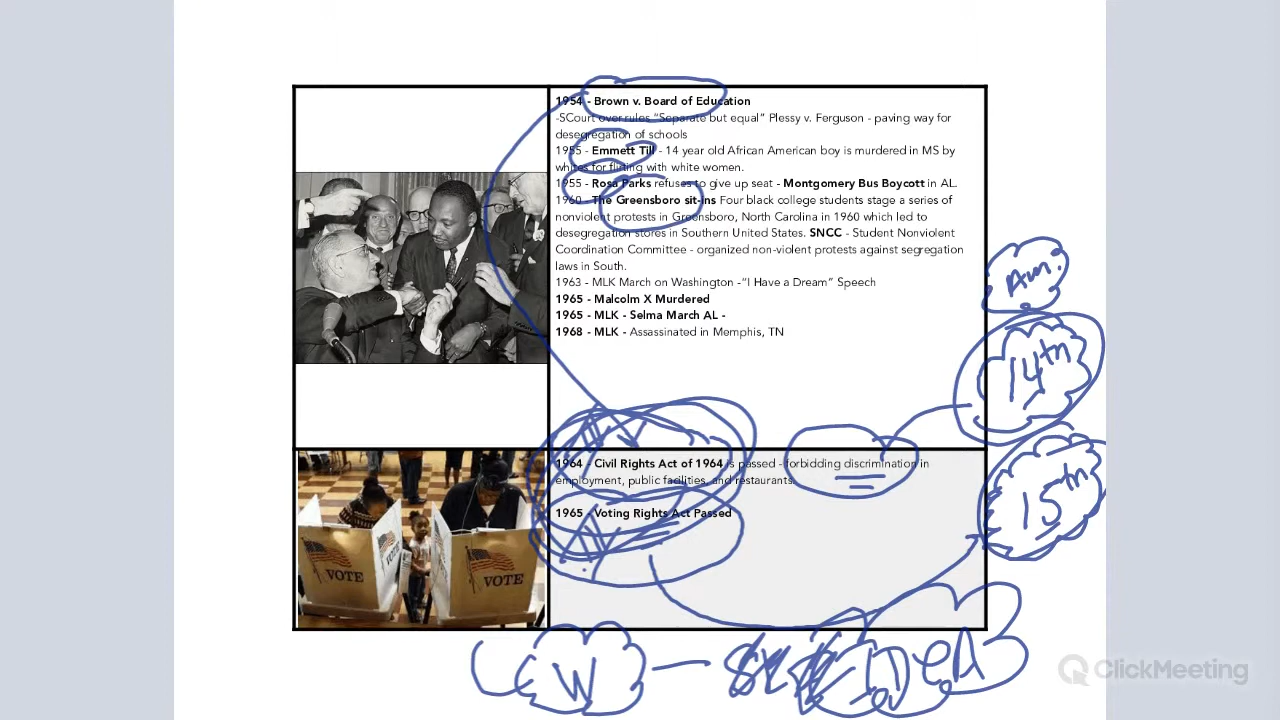 1954 - Brown v. Board of Education
-SCourt over rules "Separate but equal" Plessy v. Ferguson - paving way for
desegregation of schools
1955 - Emmett Till - 14 year old African American boy is murdered in MS by
whites for flirting with white women.
1955 - Rosa Parks refuses to give up seat - Montgomery Bus Boycott in AL.
1960 - The Greensboro sit-ins Four black college students stage a series of
nonviolent protests in Greensboro, North Carolina in 1960 which led to
desegregation stores in Southern United States. SNCC - Student Nonviolent
Coordination Committee - organized non-violent protests against segregation
laws in South.
1963 - MLK March on Washington -"I Have a Dream" Speech
1965 - Malcolm X Murdered
1965 - MLK - Selma March AL -
1968 - MLK - Assassinated in Memphis, TN
Am.
14th
1964 - Civil Rights Act of 1964 is passed - forbidding discrimination in
employment, public facilities, and restaurants.
15th
1965 - Voting Rights Act Passed
VOTE
VOTE
W - IDeA
ClickMeeting